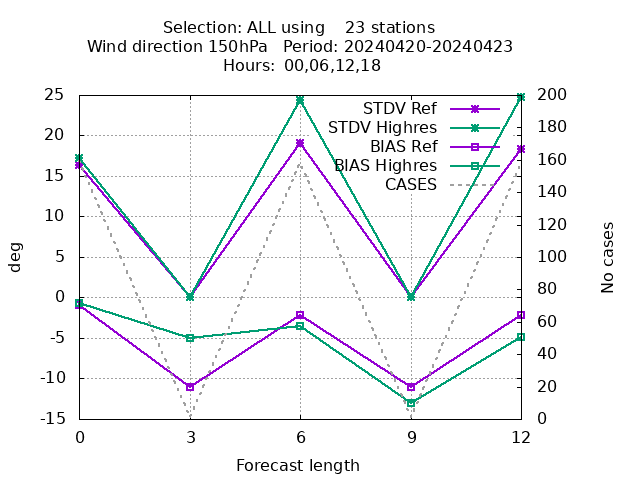 Selection: ALL using    23 stations
Wind direction 150hPa   Period: 20240420-20240423
Hours: 00,06,12,18
25
20
15
10
5
0
-5
-10
-15
200
180
160
140
120
100
80
60
40
20
0
STDV Ref
STDV Highres
BIAS Ref
BIAS Highres
CASES
deg
No cases
0
3
6
9
12
Forecast length